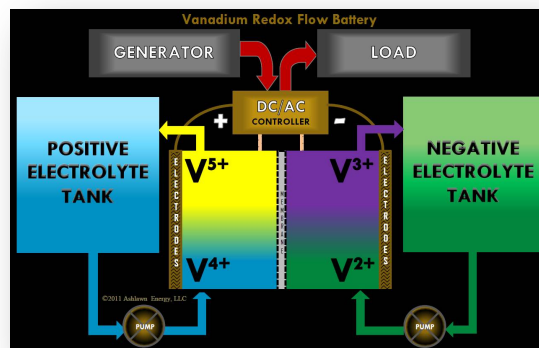 Vanadium Redox Flow Battery
GENERATOR
LOAD
DC/AC
CONTROLLER
+
-
POSITIVE
ELECTROLYTE
TANK
ELECTRODES
V5+
V4+
MEMBRANE
V3+
V2+
ELECTRODES
NEGATIVE
ELECTROLYTE
TANK
©2011 Ashlawn Energy, LLC
PUMP
PUMP